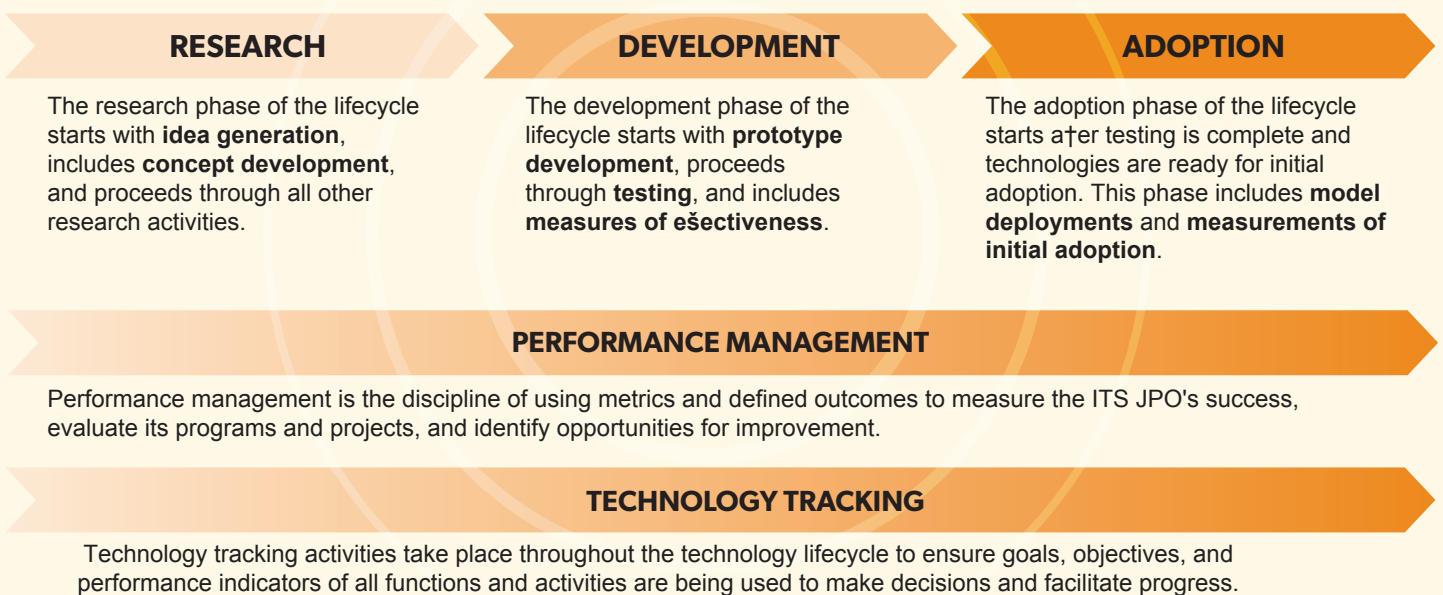 RESEARCH
The research phase of the lifecycle
starts with idea generation,
includes concept development,
and proceeds through all other
research activities.
DEVELOPMENT
The development phase of the
lifecycle starts with prototype
development, proceeds
through testing, and includes
measures of ešectiveness.
ADOPTION
The adoption phase of the lifecycle
starts a†er testing is complete and
technologies are ready for initial
adoption. This phase includes model
deployments and measurements of
initial adoption.
PERFORMANCE MANAGEMENT
Performance management is the discipline of using metrics and defined outcomes to measure the ITS JPO's success,
evaluate its programs and projects, and identify opportunities for improvement.
TECHNOLOGY TRACKING
Technology tracking activities take place throughout the technology lifecycle to ensure goals, objectives, and
performance indicators of all functions and activities are being used to make decisions and facilitate progress.